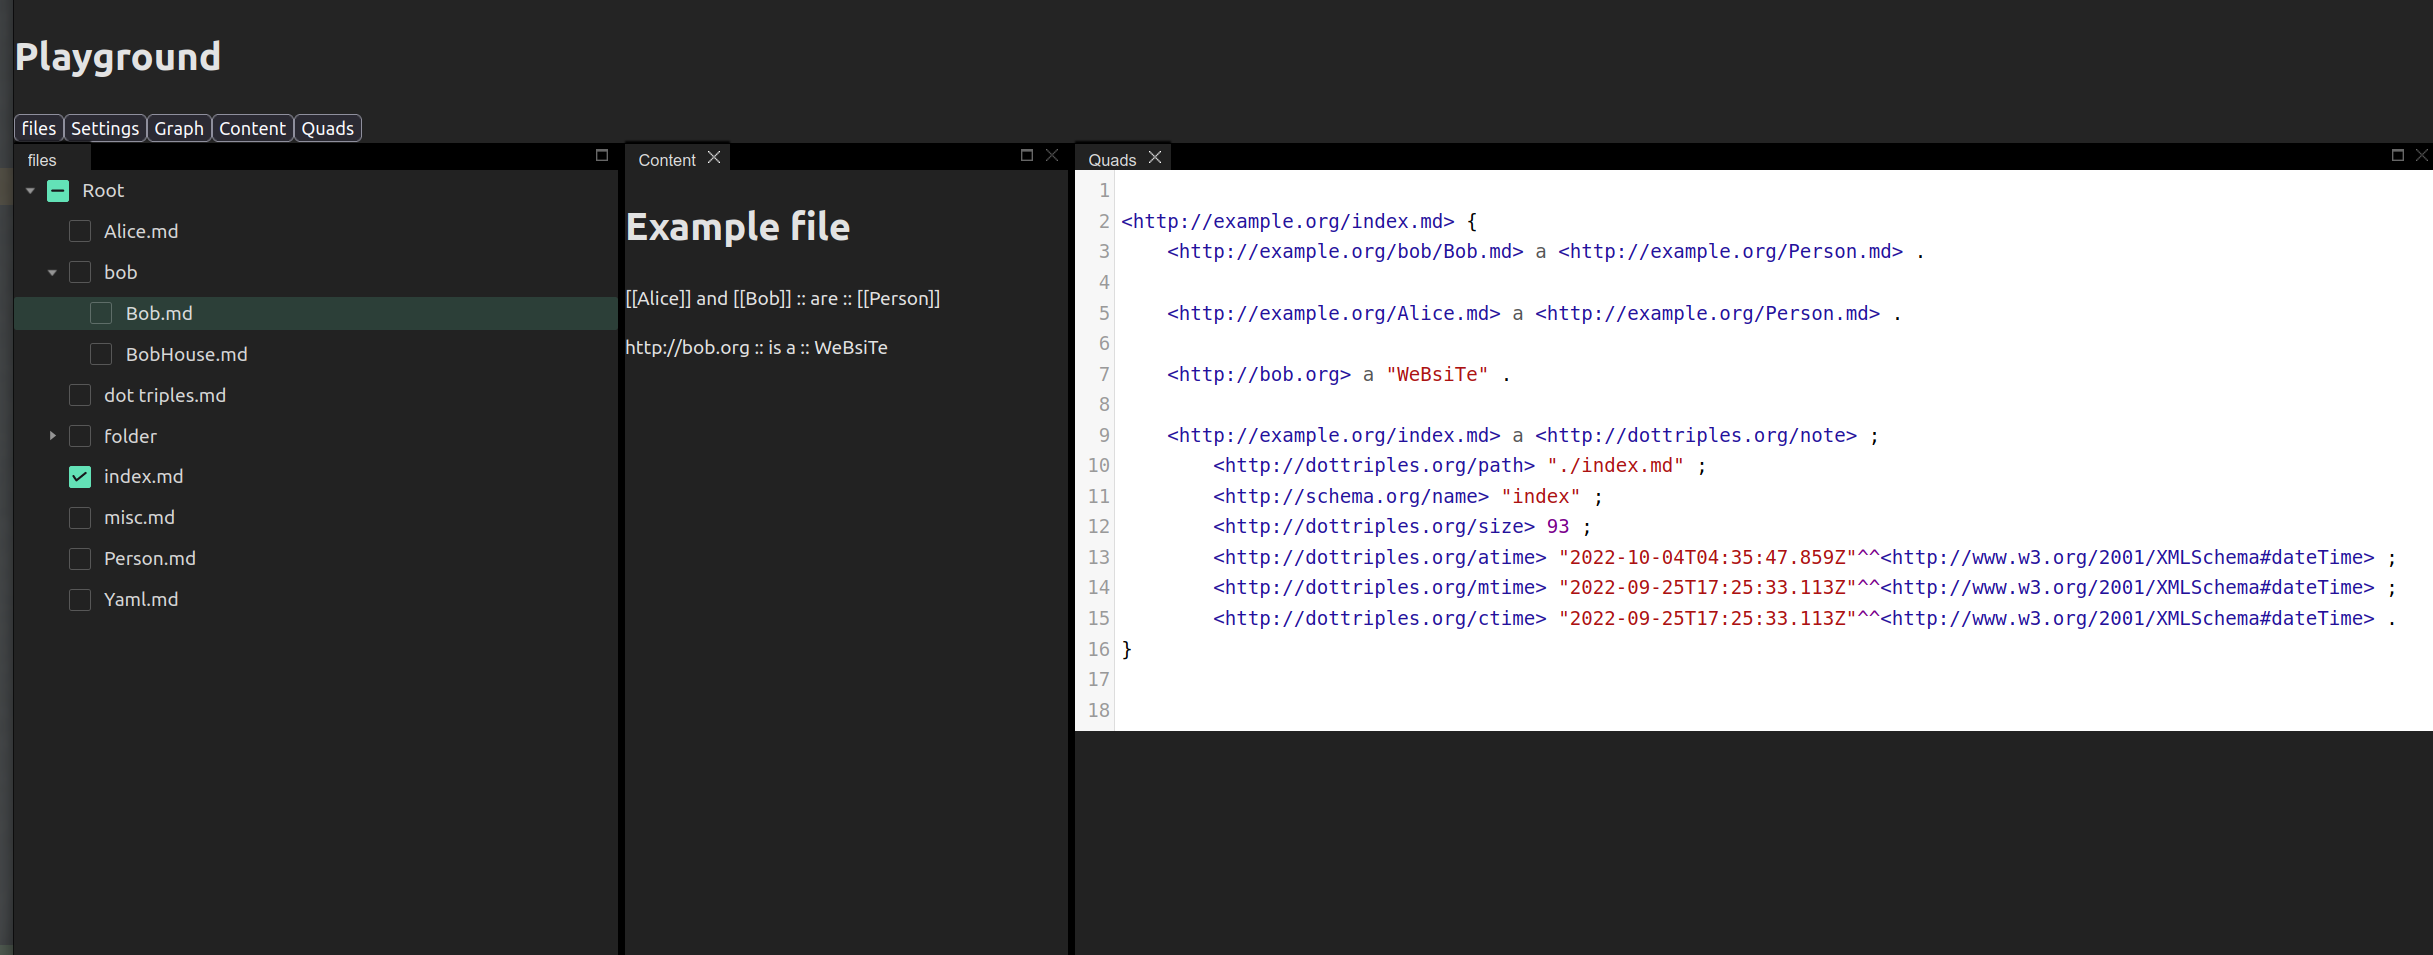 Playground
files Settings Graph Content Quads
files
Root
Alice.md
bob
Bob.md
BobHouse.md
dot triples.md
folder
index.md
misc.md
Person.md
Yaml.md
Content
Example file
[[Alice]] and [[Bob]] :: are :: [[Person]]
http://bob.org :: is a :: WeBsiTe
Quads
1
2 <http://example.org/index.md> {
3 <http://example.org/bob/Bob.md> a <http://example.org/Person.md> .
4
5 <http://example.org/Alice.md> a <http://example.org/Person.md> .
6
7 <http://bob.org> a "WeBsiTe" .
8
9 <http://example.org/index.md> a <http://dottriples.org/note> ;
10 <http://dottriples.org/path> "./index.md" ;
11 <http://schema.org/name> "index" ;
12 <http://dottriples.org/size> 93 ;
13 <http://dottriples.org/atime> "2022-10-04T04:35:47.859Z"^^<http://www.w3.org/2001/XMLSchema#dateTime> ;
14 <http://dottriples.org/mtime> "2022-09-25T17:25:33.113Z"^^<http://www.w3.org/2001/XMLSchema#dateTime> ;
15 <http://dottriples.org/ctime> "2022-09-25T17:25:33.113Z"^^<http://www.w3.org/2001/XMLSchema#dateTime> .
16 }
17
18